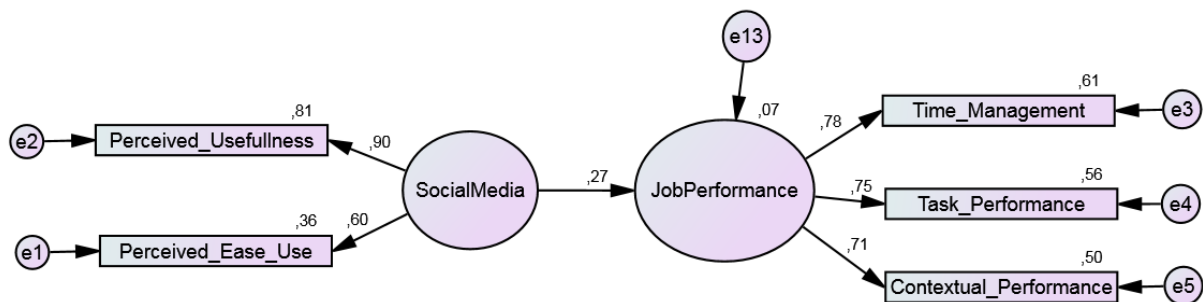 e13
,81
,07
,61
e2
Perceived_Usefullness
,90
,78
Time_Management
e3
SocialMedia
,27
JobPerformance
,75
,56
Task_Performance
e4
,36
,60
e1
Perceived_Ease_Use
,71
,50
Contextual_Performance
e5